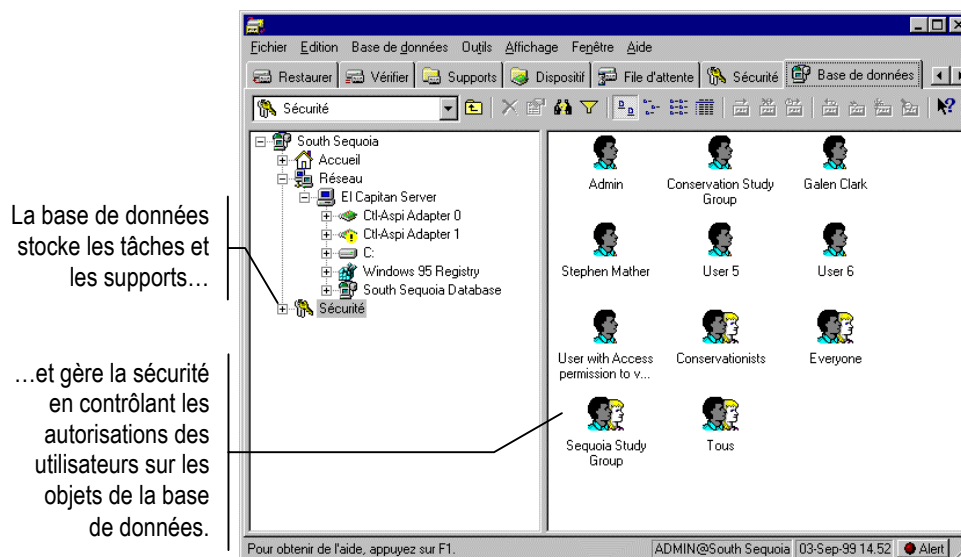 Fichier Edition Base de données Outils Affichage Fenêtre Aide
Restaurer Vérifier Supports Dispositif File d'attente Sécurité Base de données
Sécurité
South Sequoia
Accueil
Réseau
El Capitan Server
Ctl-Aspi Adapter 0
Ctl-Aspi Adapter 1
C:
Windows 95 Registry
South Sequoia Database
Sécurité
Admin
Conservation Study
Group
Galen Clark
Stephen Mather
User 5
User 6
User with Access
permission to v...
Conservationists
Everyone
Sequoia Study
Group
Tous
La base de données
stocke les tâches et
les supports…
…et gère la sécurité
en contrôlant les
autorisations des
utilisateurs sur les
objets de la base
de données.
Pour obtenir de l'aide, appuyez sur F1.
ADMIN@South Sequoia 03-Sep-99 14.52 Alert